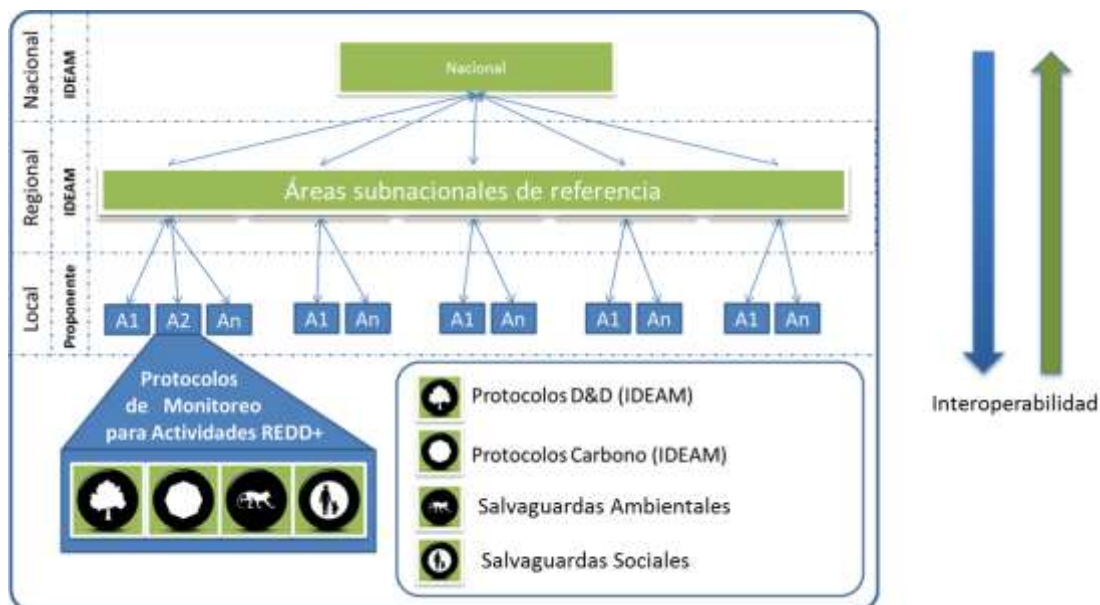 Nacional
IDEAM
Nacional
Regional
IDEAM
Áreas subnacionales de referencia
Local
Proponente
A1 A2 An A1 An A1 An A1 An A1 An
Protocolos
de Monitoreo
para Actividades REDD+
Protocolos D&D (IDEAM)
Protocolos Carbono (IDEAM)
Salvaguardas Ambientales
Salvaguardas Sociales
Interoperabilidad